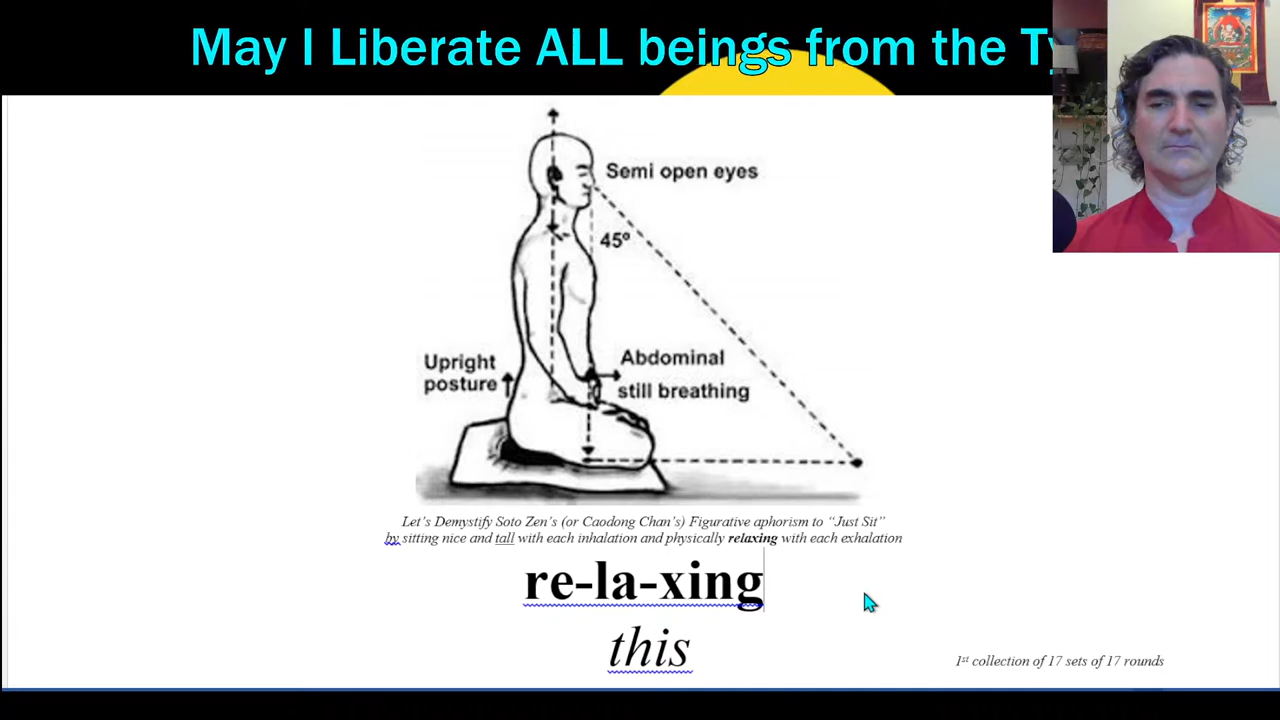 May I Liberate ALL beings from the
Semi open eyes
45º
Upright
posture
Abdominal
still breathing
Let’s Demystify Soto Zen’s (or Caodong Chan’s) Figurative aphorism to “Just Sit”
by sitting nice and tall with each inhalation and physically relaxing with each exhalation
re-la-xing
this
1st collection of 17 sets of 17 rounds